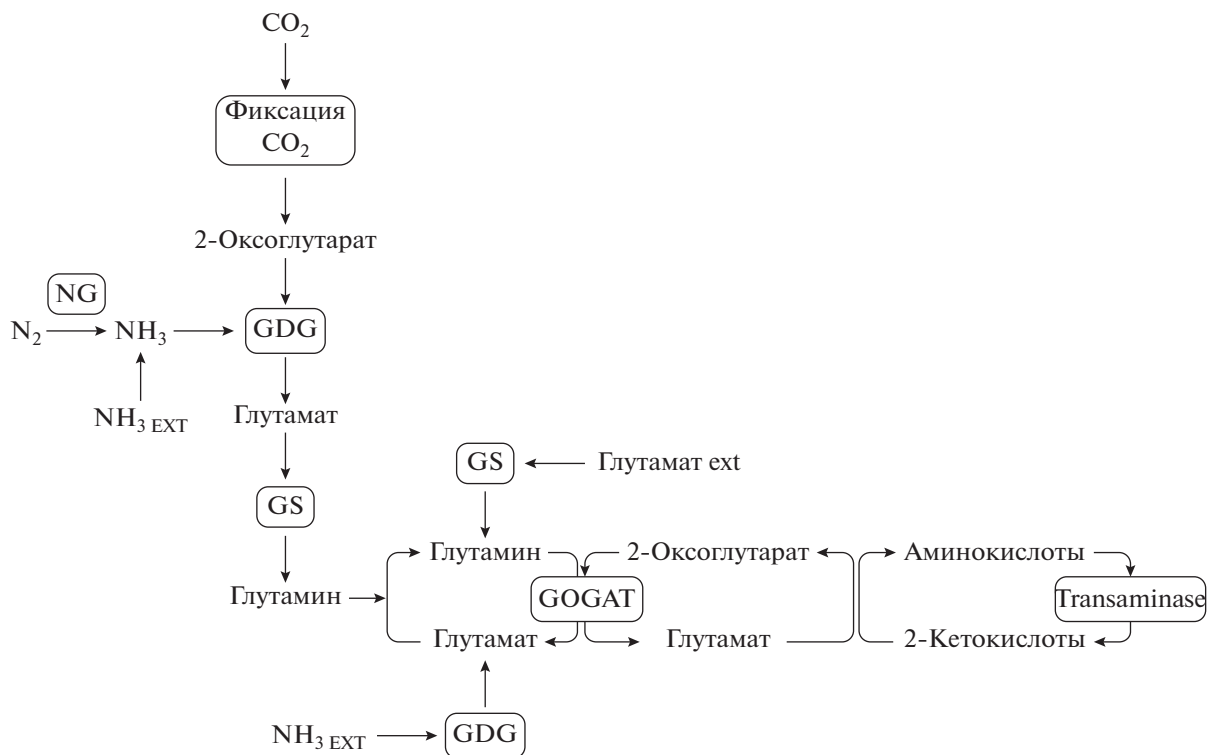 CO₂
Фиксация
CO₂
2-Оксоглутарат
NG
N₂
NH₃
GDG
NH₃ EXT
Глутамат
GS
Глутамат ext
GS
Глутамин
2-Оксоглутарат
Аминокислоты
Глутамин
GOGAT
Transaminase
Глутамат
Глутамат
2-Кетокислоты
NH₃ EXT
GDG